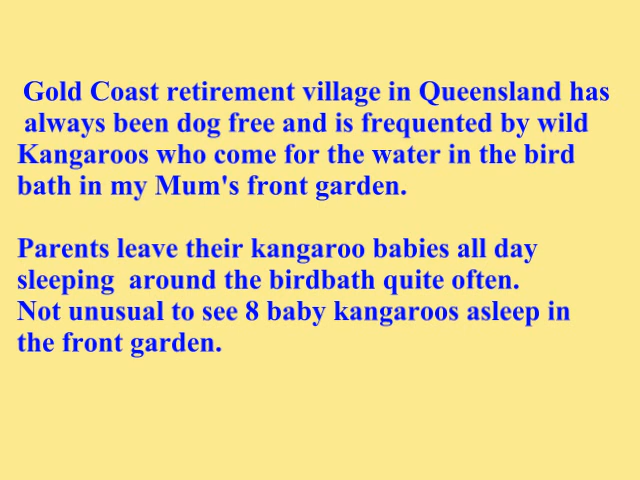 Gold Coast retirement village in Queensland has
always been dog free and is frequented by wild
Kangaroos who come for the water in the bird
bath in my Mum's front garden.
Parents leave their kangaroo babies all day
sleeping  around the birdbath quite often.
Not unusual to see 8 baby kangaroos asleep in
the front garden.